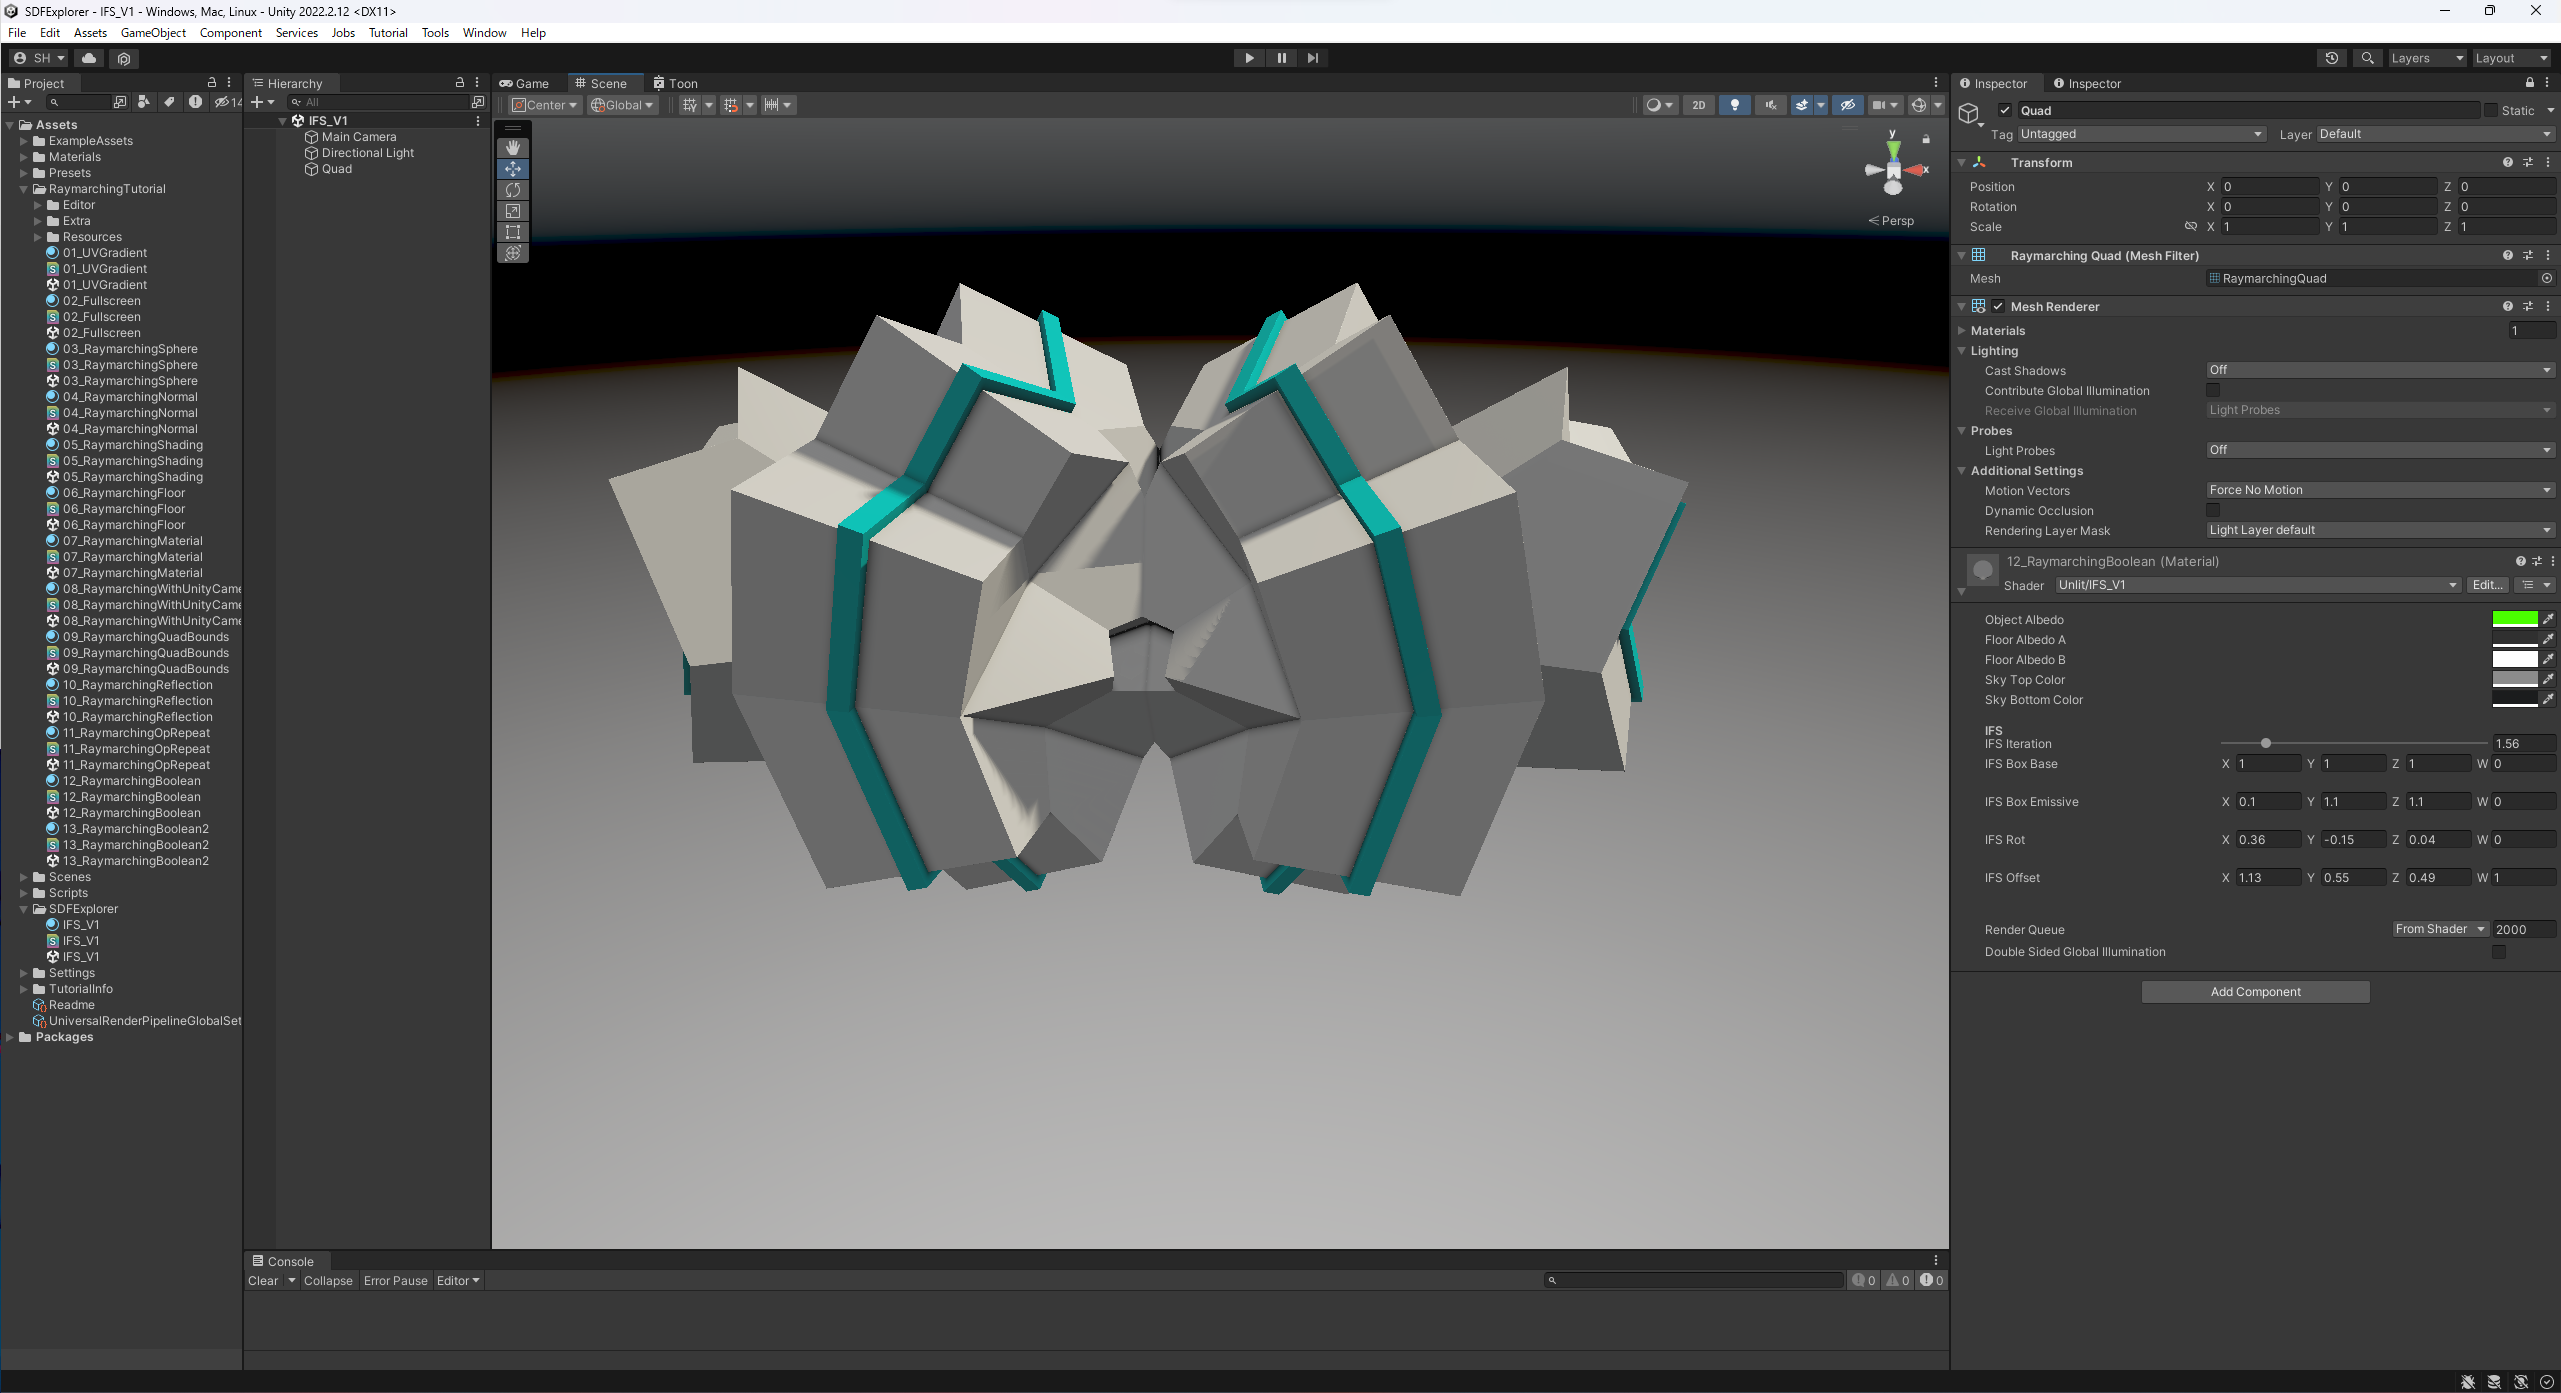 SDFExplorer - IFS_V1 - Windows, Mac, Linux - Unity 2022.2.12 <DX11>
File Edit Assets GameObject Component Services Jobs Tutorial Tools Window Help
SH
Layers Layout
Project
14
Assets
ExampleAssets
Materials
Presets
RaymarchingTutorial
Editor
Extra
Resources
01_UVGradient
01_UVGradient
01_UVGradient
02_Fullscreen
02_Fullscreen
02_Fullscreen
03_RaymarchingSphere
03_RaymarchingSphere
03_RaymarchingSphere
04_RaymarchingNormal
04_RaymarchingNormal
04_RaymarchingNormal
05_RaymarchingShading
05_RaymarchingShading
05_RaymarchingShading
06_RaymarchingFloor
06_RaymarchingFloor
06_RaymarchingFloor
07_RaymarchingMaterial
07_RaymarchingMaterial
07_RaymarchingMaterial
08_RaymarchingWithUnityCame
08_RaymarchingWithUnityCame
08_RaymarchingWithUnityCame
09_RaymarchingQuadBounds
09_RaymarchingQuadBounds
09_RaymarchingQuadBounds
10_RaymarchingReflection
10_RaymarchingReflection
10_RaymarchingReflection
11_RaymarchingOpRepeat
11_RaymarchingOpRepeat
11_RaymarchingOpRepeat
12_RaymarchingBoolean
12_RaymarchingBoolean
12_RaymarchingBoolean
13_RaymarchingBoolean2
13_RaymarchingBoolean2
13_RaymarchingBoolean2
Scenes
Scripts
SDFExplorer
IFS_V1
IFS_V1
IFS_V1
Settings
TutorialInfo
Readme
UniversalRenderPipelineGlobalSet
Packages
Hierarchy
All
IFS_V1
Main Camera
Directional Light
Quad
Game Scene Toon
Center Global 2D
y
x
Persp
Console
Clear Collapse Error Pause Editor 0 0 0
Inspector Inspector
Quad Static
Tag Untagged Layer Default
Transform
Position X 0 Y 0 Z 0
Rotation X 0 Y 0 Z 0
Scale X 1 Y 1 Z 1
Raymarching Quad (Mesh Filter)
Mesh RaymarchingQuad
Mesh Renderer
Materials 1
Lighting
Cast Shadows Off
Contribute Global Illumination
Receive Global Illumination Light Probes
Probes
Light Probes Off
Additional Settings
Motion Vectors Force No Motion
Dynamic Occlusion
Rendering Layer Mask Light Layer default
12_RaymarchingBoolean (Material)
Shader Unlit/IFS_V1 Edit...
Object Albedo
Floor Albedo A
Floor Albedo B
Sky Top Color
Sky Bottom Color
IFS
IFS Iteration 1.56
IFS Box Base X 1 Y 1 Z 1 W 0
IFS Box Emissive X 0.1 Y 1.1 Z 1.1 W 0
IFS Rot X 0.36 Y -0.15 Z 0.04 W 0
IFS Offset X 1.13 Y 0.55 Z 0.49 W 1
Render Queue From Shader 2000
Double Sided Global Illumination
Add Component